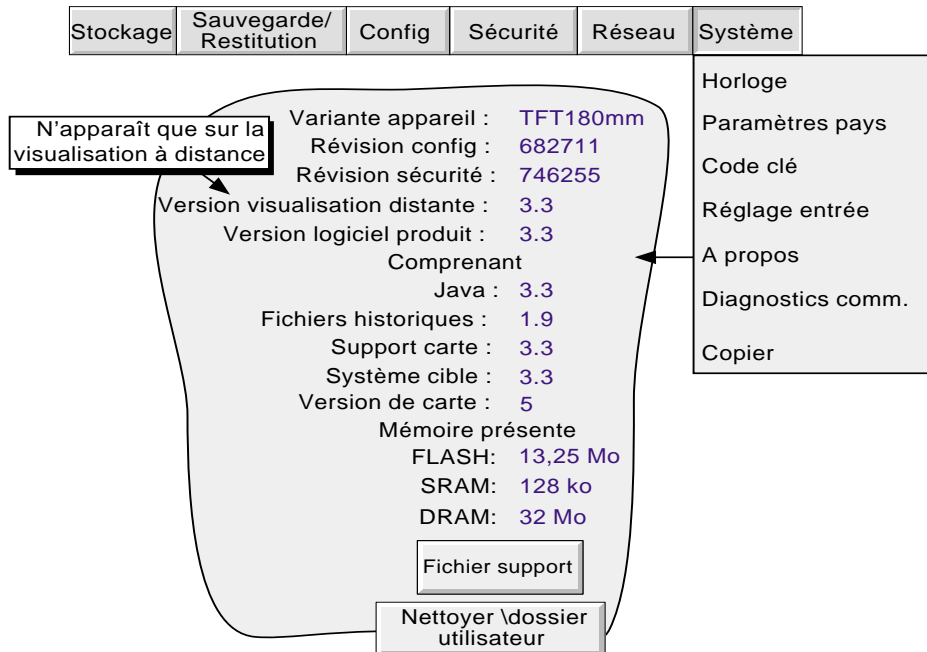 Stockage
Sauvegarde/
Restitution
Config
Sécurité
Réseau
Système
Horloge
Paramètres pays
Code clé
Réglage entrée
A propos
Diagnostics comm.
Copier
N'apparaît que sur la
visualisation à distance
Variante appareil : TFT180mm
Révision config : 682711
Révision sécurité : 746255
Version visualisation distante : 3.3
Version logiciel produit : 3.3
Comprenant
Java : 3.3
Fichiers historiques : 1.9
Support carte : 3.3
Système cible : 3.3
Version de carte : 5
Mémoire présente
FLASH: 13,25 Mo
SRAM: 128 ko
DRAM: 32 Mo
Fichier support
Nettoyer \dossier
utilisateur